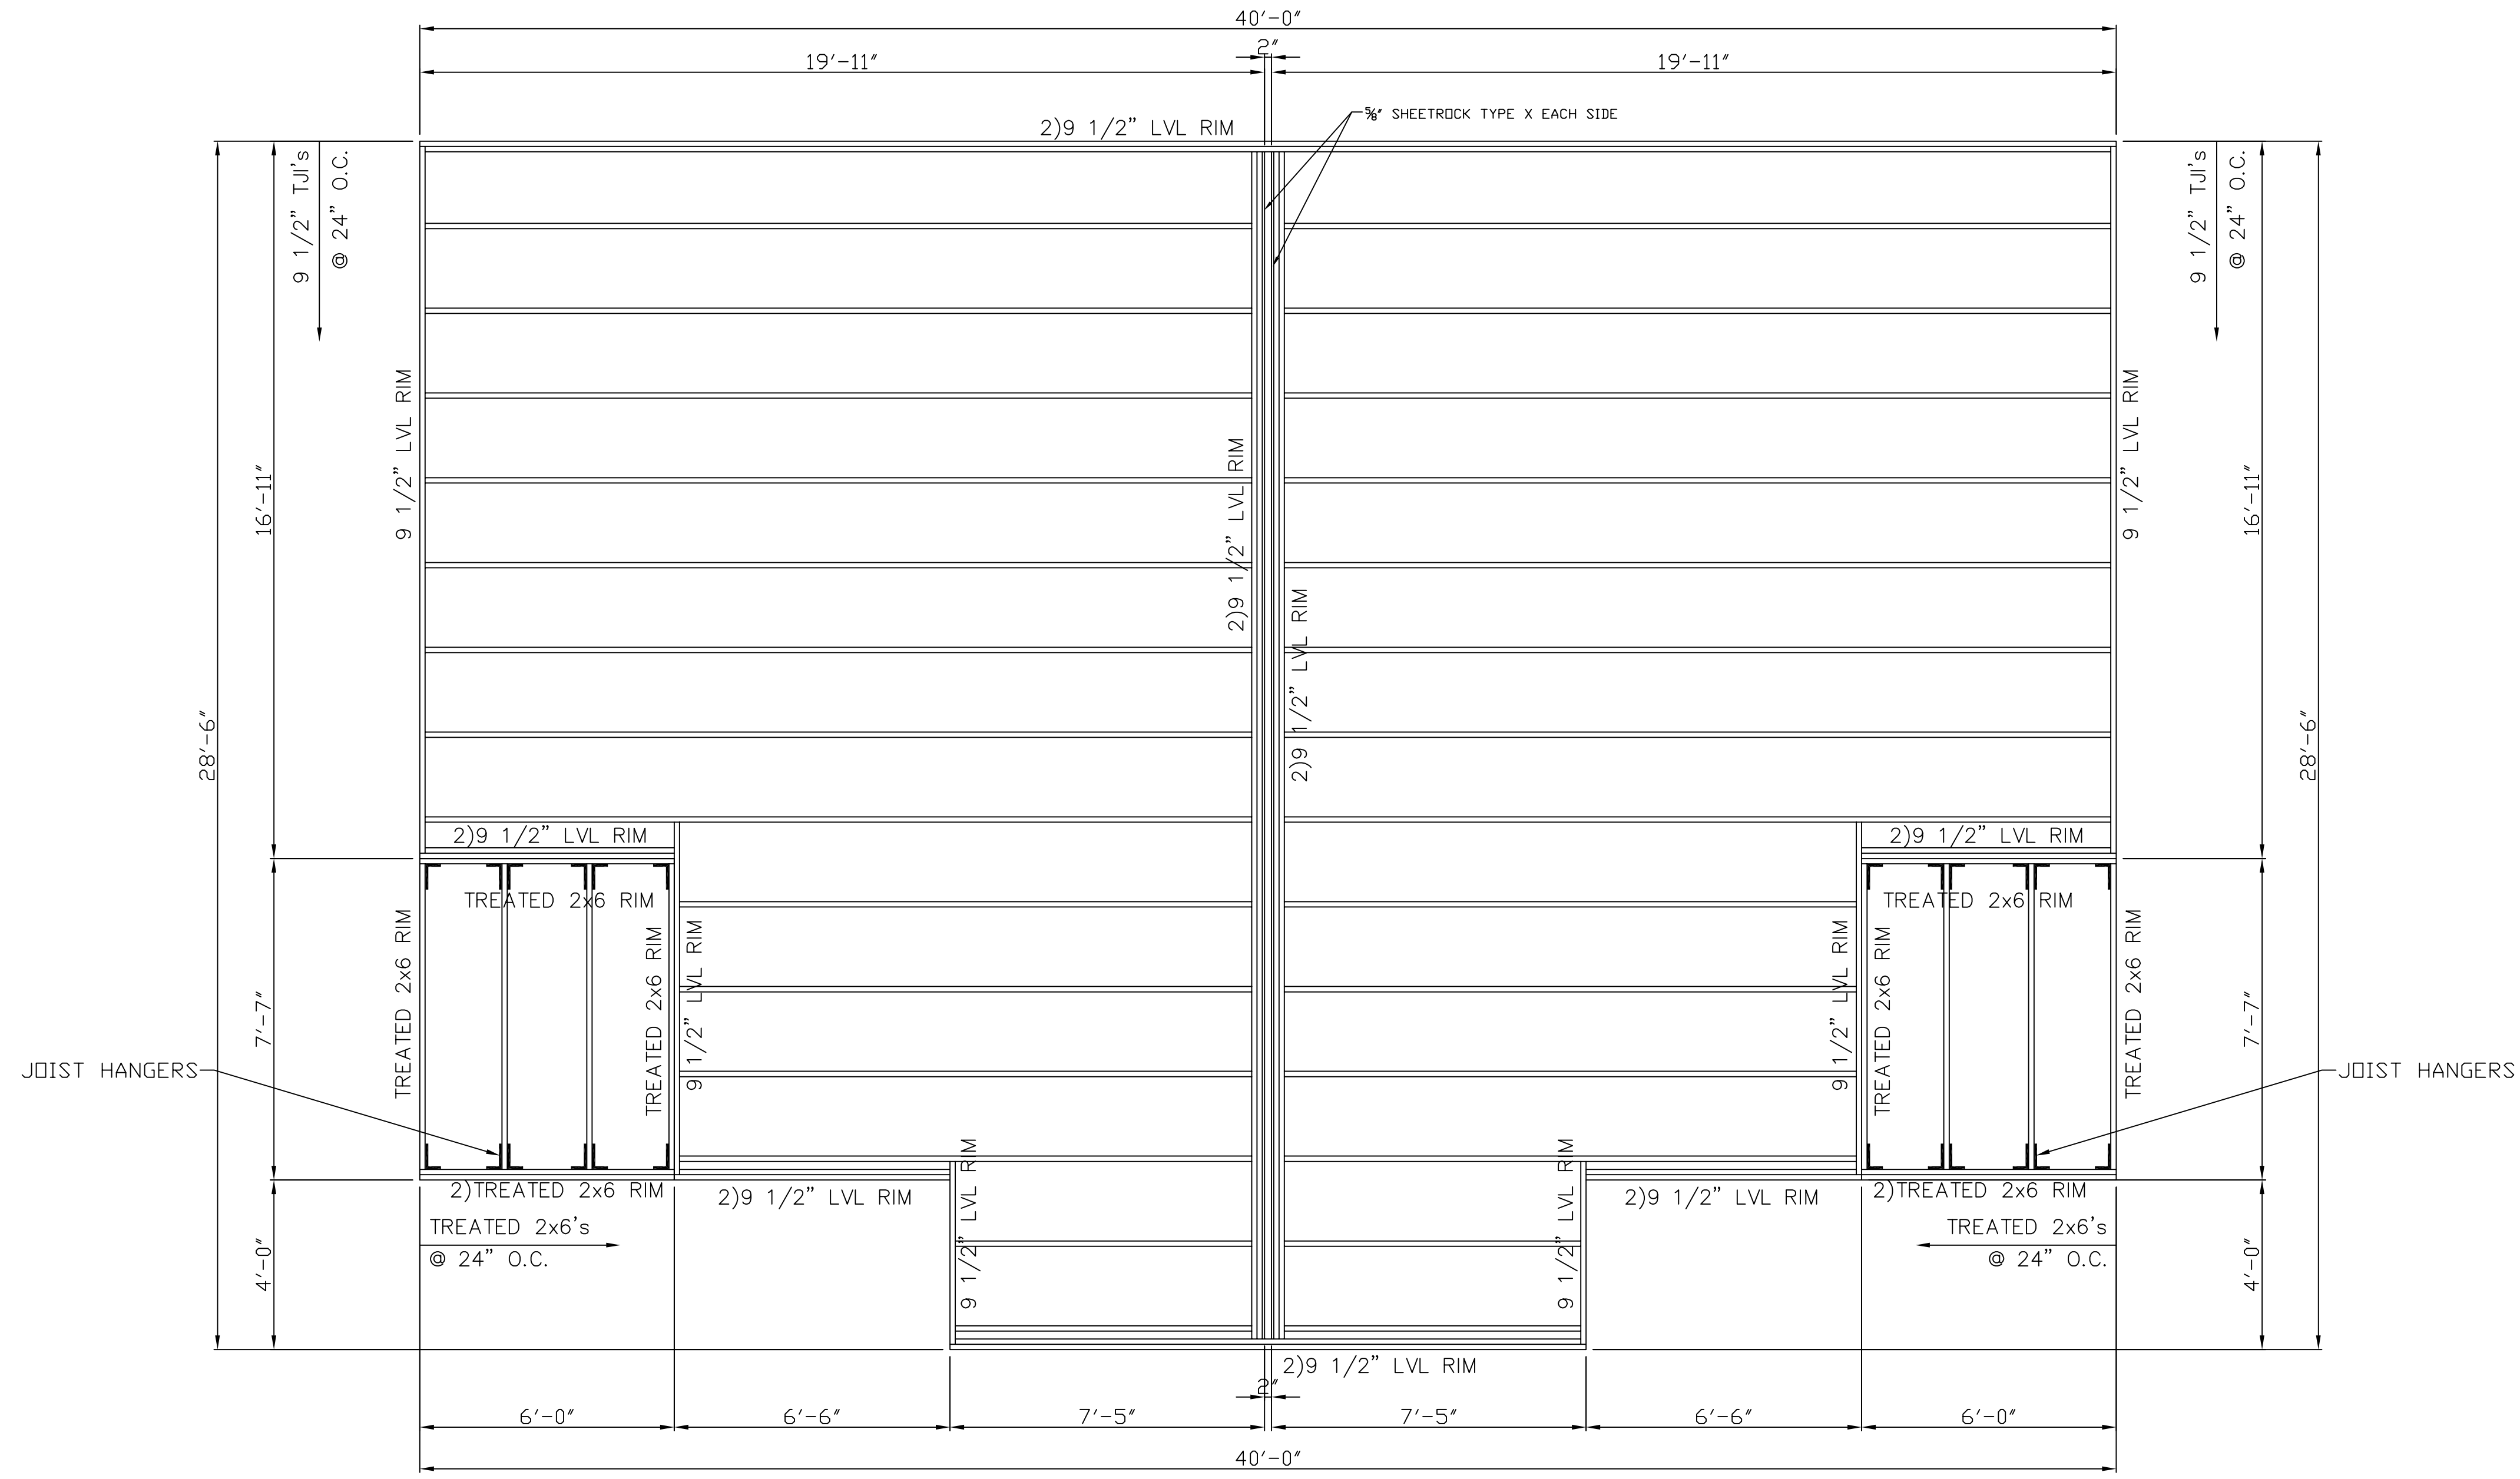 40'-0"
2"
19'-11"
19'-11"
⅝" SHEETROCK TYPE X EACH SIDE
2)9 1/2" LVL RIM
9 1/2" TJI's
@ 24" O.C.
9 1/2" TJI's
@ 24" O.C.
9 1/2" LVL RIM
9 1/2" LVL RIM
16'-11"
16'-11"
2)9 1/2" LVL RIM
2)9 1/2" LVL RIM
28'-6"
28'-6"
2)9 1/2" LVL RIM
2)9 1/2" LVL RIM
TREATED 2x6 RIM
TREATED 2x6 RIM
TREATED 2x6 RIM
TREATED 2x6 RIM
9 1/2" LVL RIM
9 1/2" LVL RIM
TREATED 2x6 RIM
TREATED 2x6 RIM
7'-7"
7'-7"
JOIST HANGERS
JOIST HANGERS
2)TREATED 2x6 RIM
2)9 1/2" LVL RIM
9 1/2" LVL RIM
9 1/2" LVL RIM
2)9 1/2" LVL RIM
2)TREATED 2x6 RIM
TREATED 2x6's
@ 24" O.C.
TREATED 2x6's
@ 24" O.C.
4'-0"
4'-0"
2)9 1/2" LVL RIM
2"
6'-0"
6'-6"
7'-5"
7'-5"
6'-6"
6'-0"
40'-0"